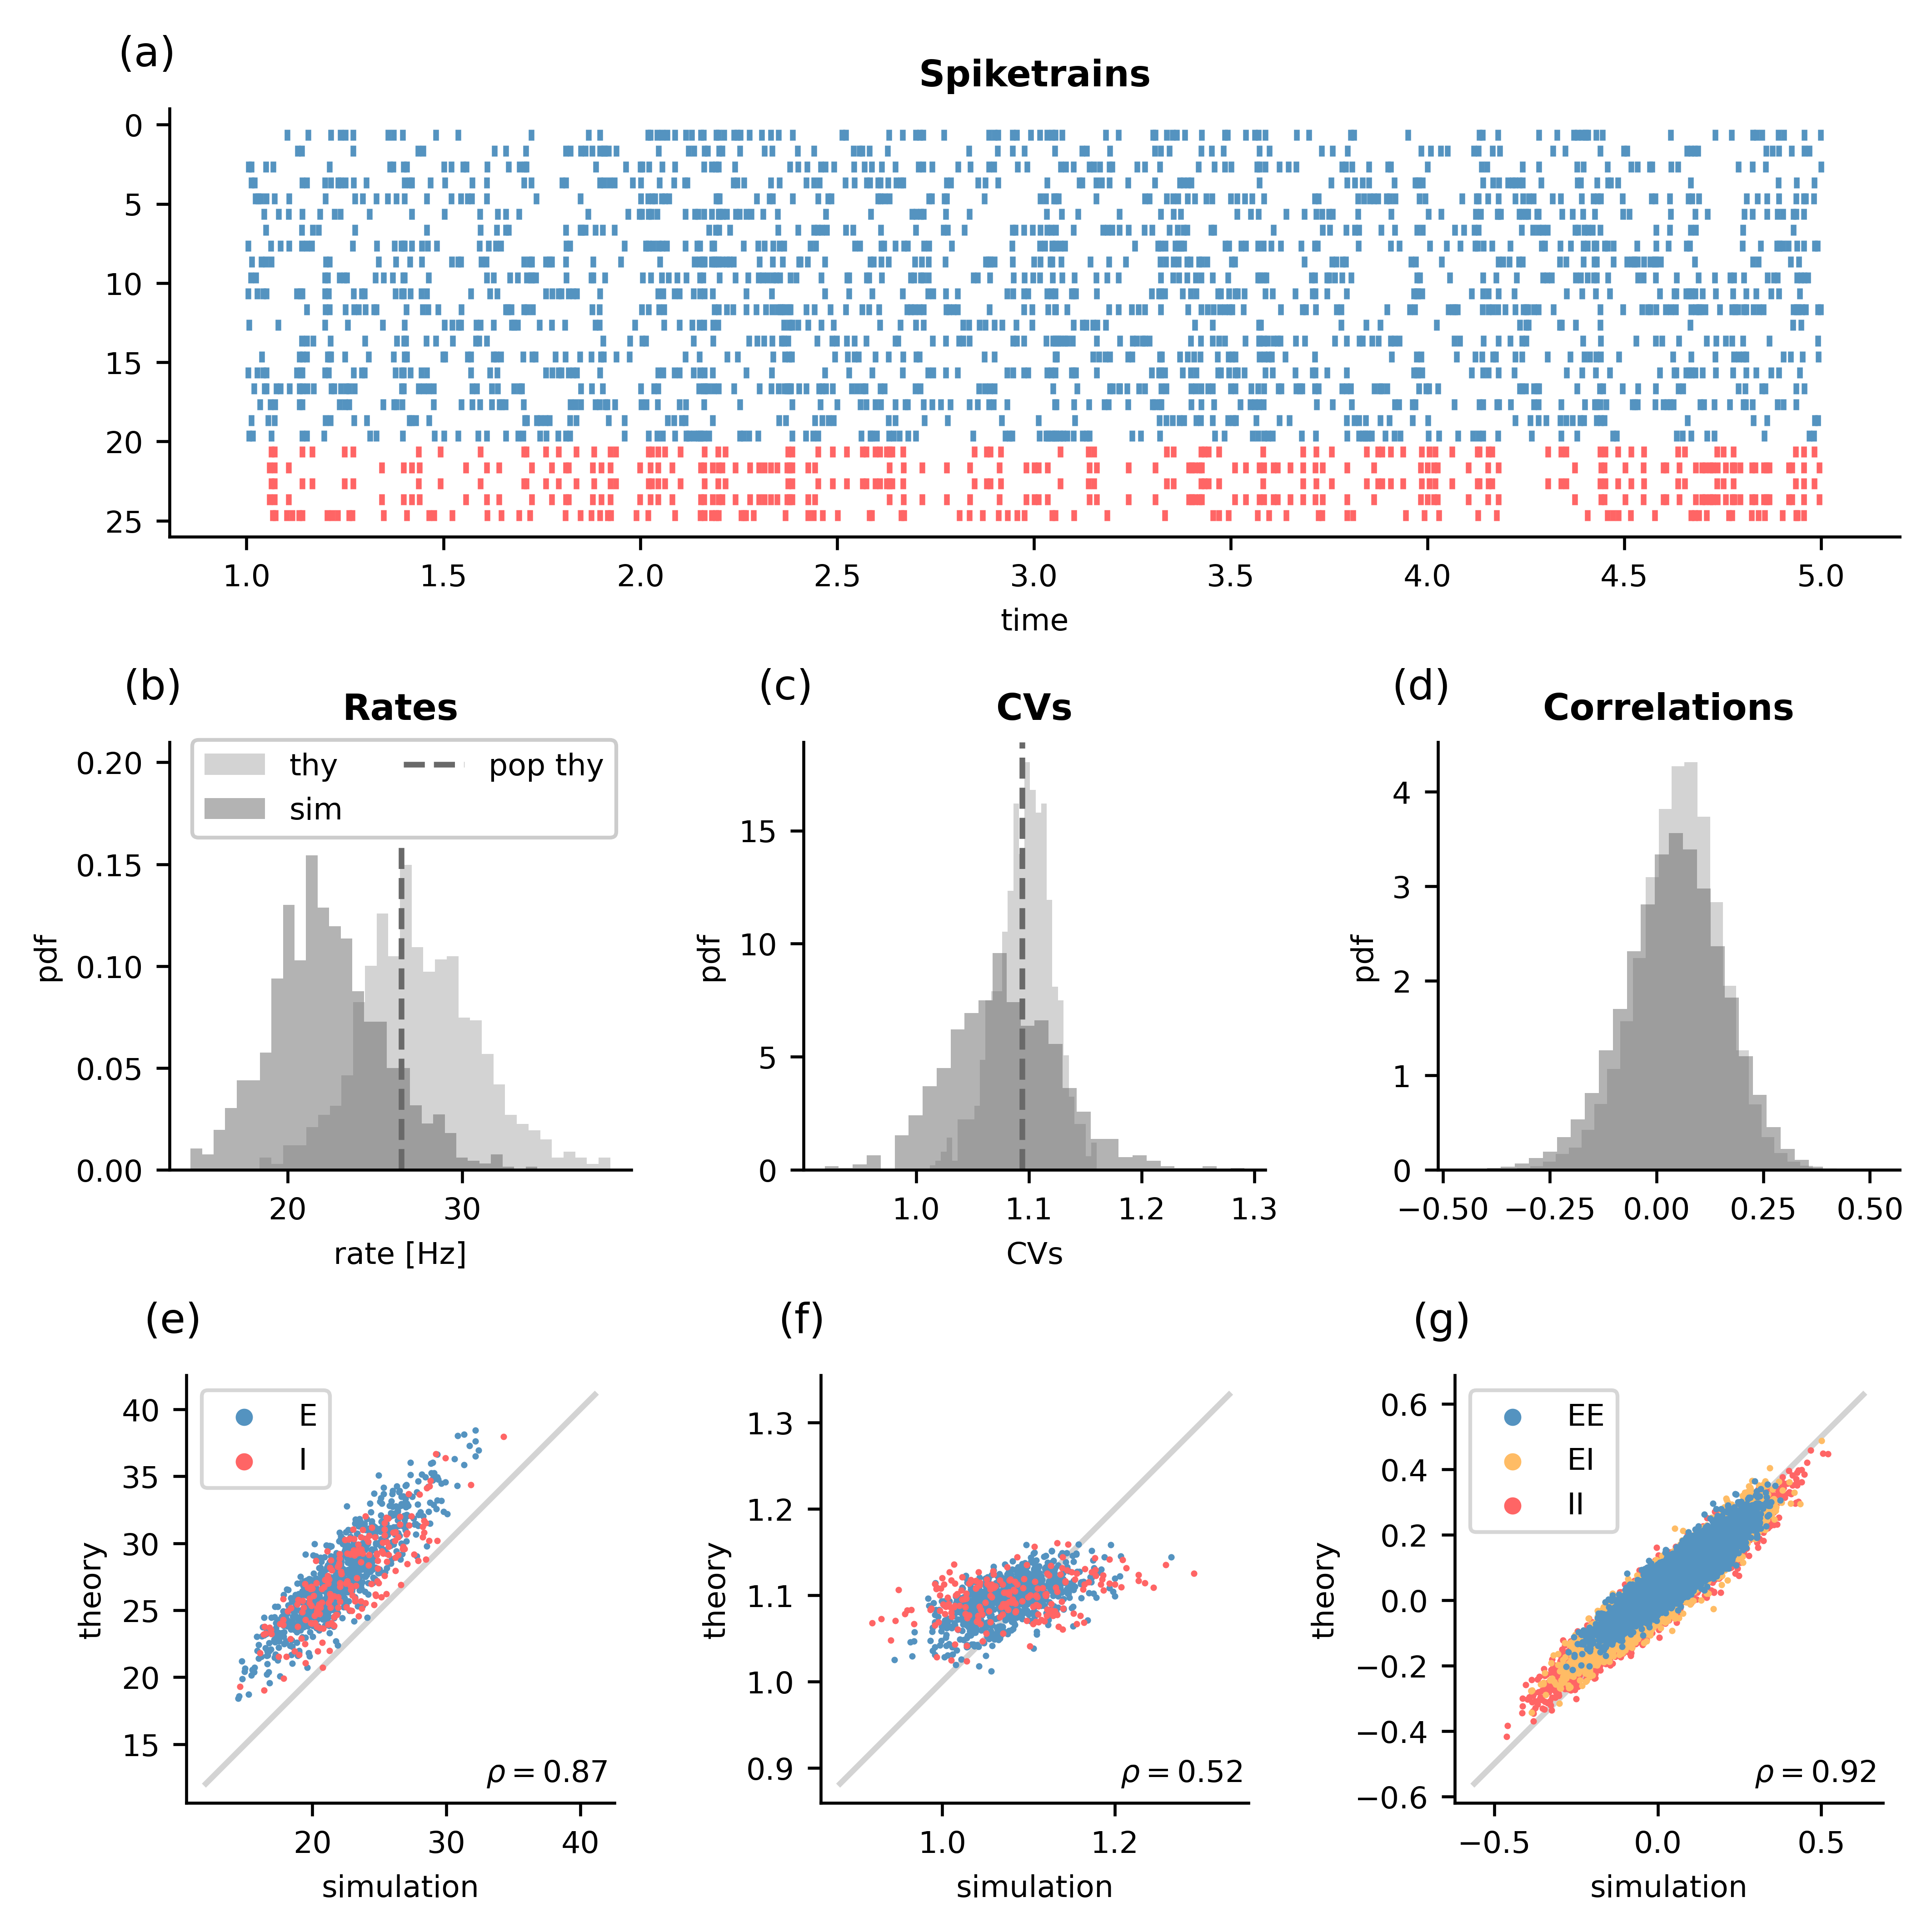 (a)
Spiketrains
0
5
10
15
20
25
1.0 1.5 2.0 2.5 3.0 3.5 4.0 4.5 5.0
time
(b)
Rates
thy
sim
pop thy
0.20
0.15
0.10
0.05
0.00
pdf
20 30
rate [Hz]
(c)
CVs
15
10
5
0
pdf
1.0 1.1 1.2 1.3
CVs
(d)
Correlations
4
3
2
1
0
pdf
−0.50 −0.25 0.00 0.25 0.50
(e)
E
I
40
35
30
25
20
15
theory
ρ = 0.87
20 30 40
simulation
(f)
1.3
1.2
1.1
1.0
0.9
theory
ρ = 0.52
1.0 1.2
simulation
(g)
EE
EI
II
0.6
0.4
0.2
0.0
−0.2
−0.4
−0.6
theory
ρ = 0.92
−0.5 0.0 0.5
simulation